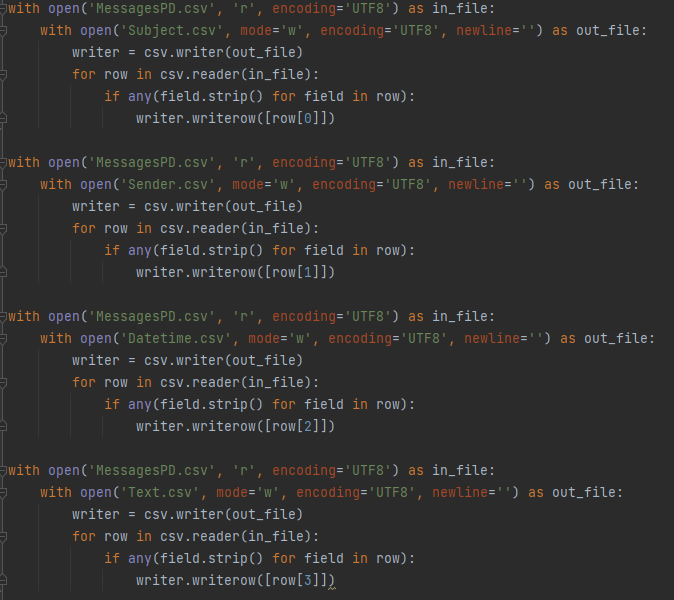 with open('MessagesPD.csv', 'r', encoding='UTF8') as in_file:
    with open('Subject.csv', mode='w', encoding='UTF8', newline='') as out_file:
        writer = csv.writer(out_file)
        for row in csv.reader(in_file):
            if any(field.strip() for field in row):
                writer.writerow([row[0]])

with open('MessagesPD.csv', 'r', encoding='UTF8') as in_file:
    with open('Sender.csv', mode='w', encoding='UTF8', newline='') as out_file:
        writer = csv.writer(out_file)
        for row in csv.reader(in_file):
            if any(field.strip() for field in row):
                writer.writerow([row[1]])

with open('MessagesPD.csv', 'r', encoding='UTF8') as in_file:
    with open('Datetime.csv', mode='w', encoding='UTF8', newline='') as out_file:
        writer = csv.writer(out_file)
        for row in csv.reader(in_file):
            if any(field.strip() for field in row):
                writer.writerow([row[2]])

with open('MessagesPD.csv', 'r', encoding='UTF8') as in_file:
    with open('Text.csv', mode='w', encoding='UTF8', newline='') as out_file:
        writer = csv.writer(out_file)
        for row in csv.reader(in_file):
            if any(field.strip() for field in row):
                writer.writerow([row[3]])